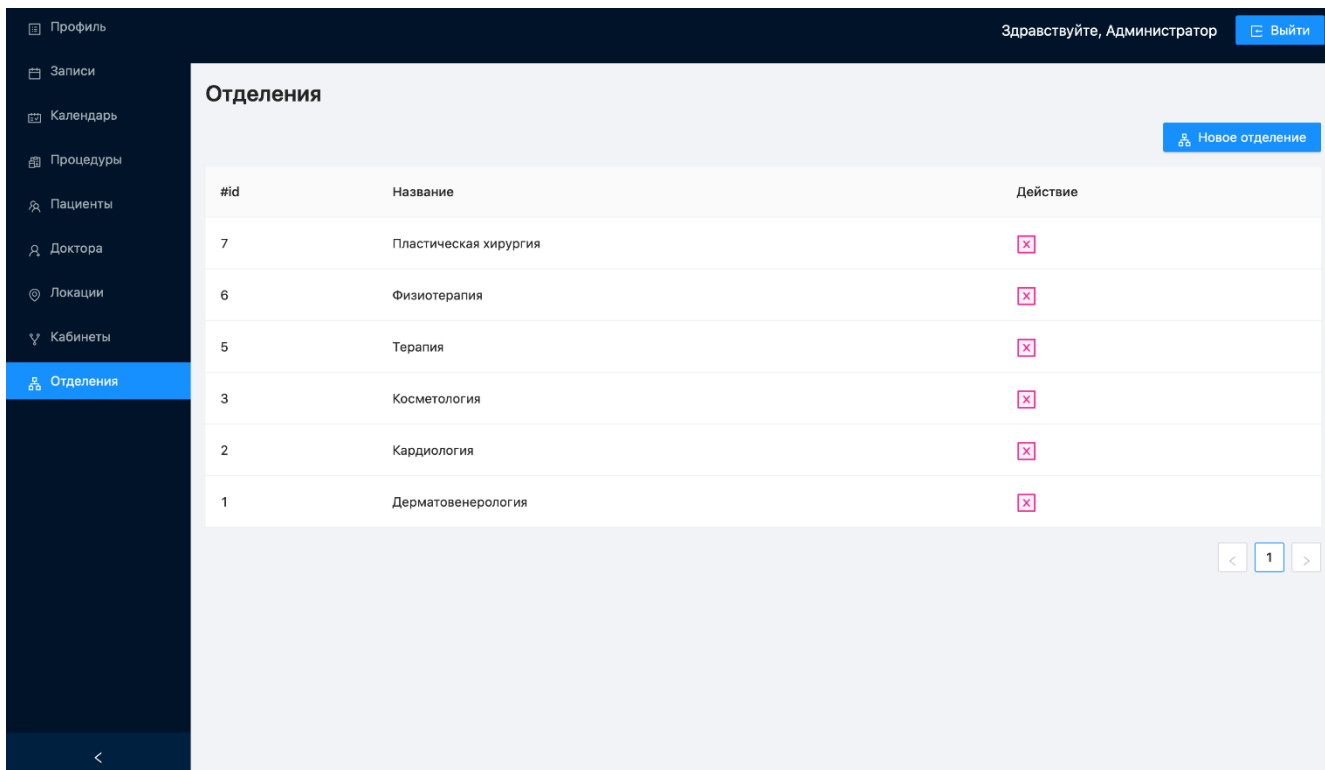 Профиль
Здравствуйте, Администратор
Выйти
Записи
Календарь
Процедуры
Пациенты
Доктора
Локации
Кабинеты
Отделения
Отделения
Новое отделение
#id Название Действие
7 Пластическая хирургия
6 Физиотерапия
5 Терапия
3 Косметология
2 Кардиология
1 Дерматовенерология
< 1 >
<